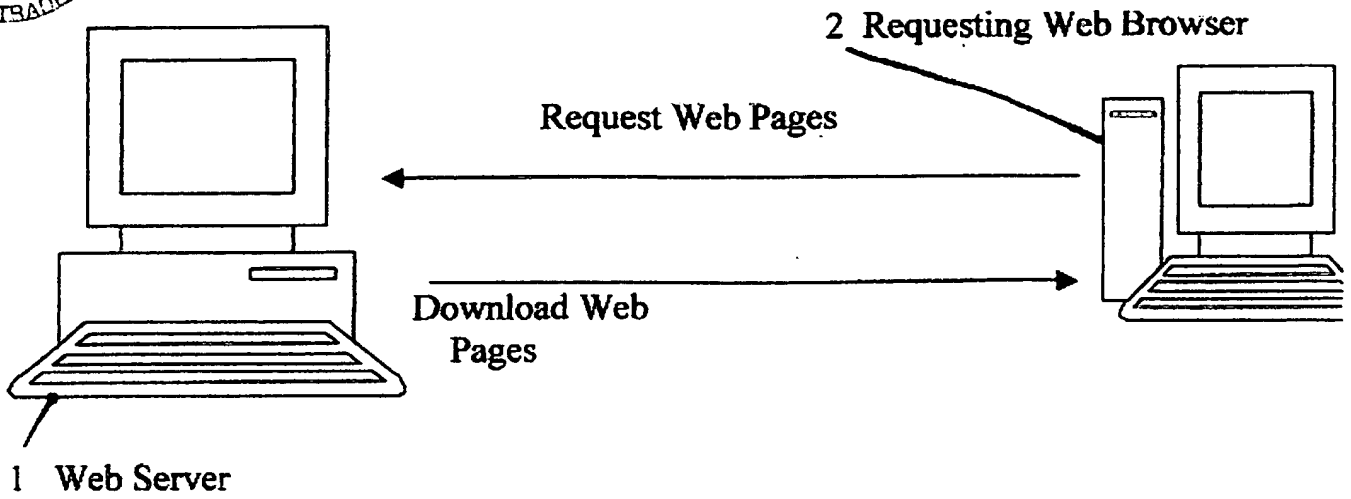 2 Requesting Web Browser
Request Web Pages
Download Web
Pages
1 Web Server